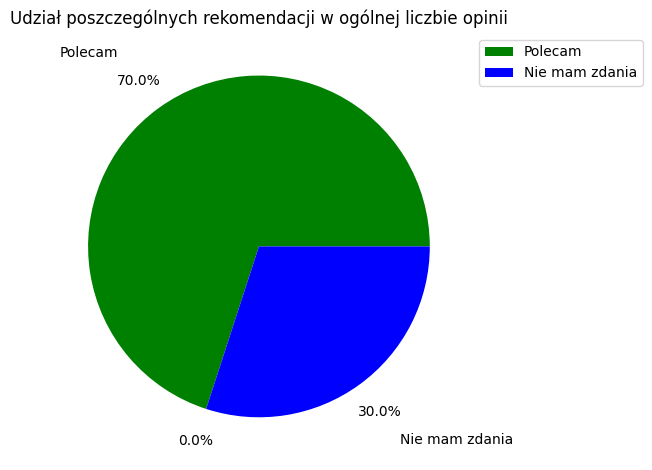 Udział poszczególnych rekomendacji w ogólnej liczbie opinii
Polecam
70.0%
Polecam
Nie mam zdania
30.0%
0.0%
Nie mam zdania